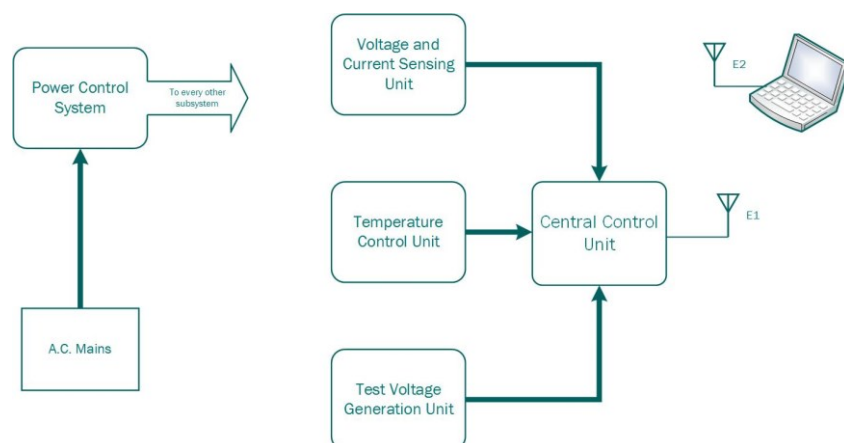 Power Control
System
To every other
subsystem
A.C. Mains
Voltage and
Current Sensing
Unit
Temperature
Control Unit
Test Voltage
Generation Unit
Central Control
Unit
E1
E2